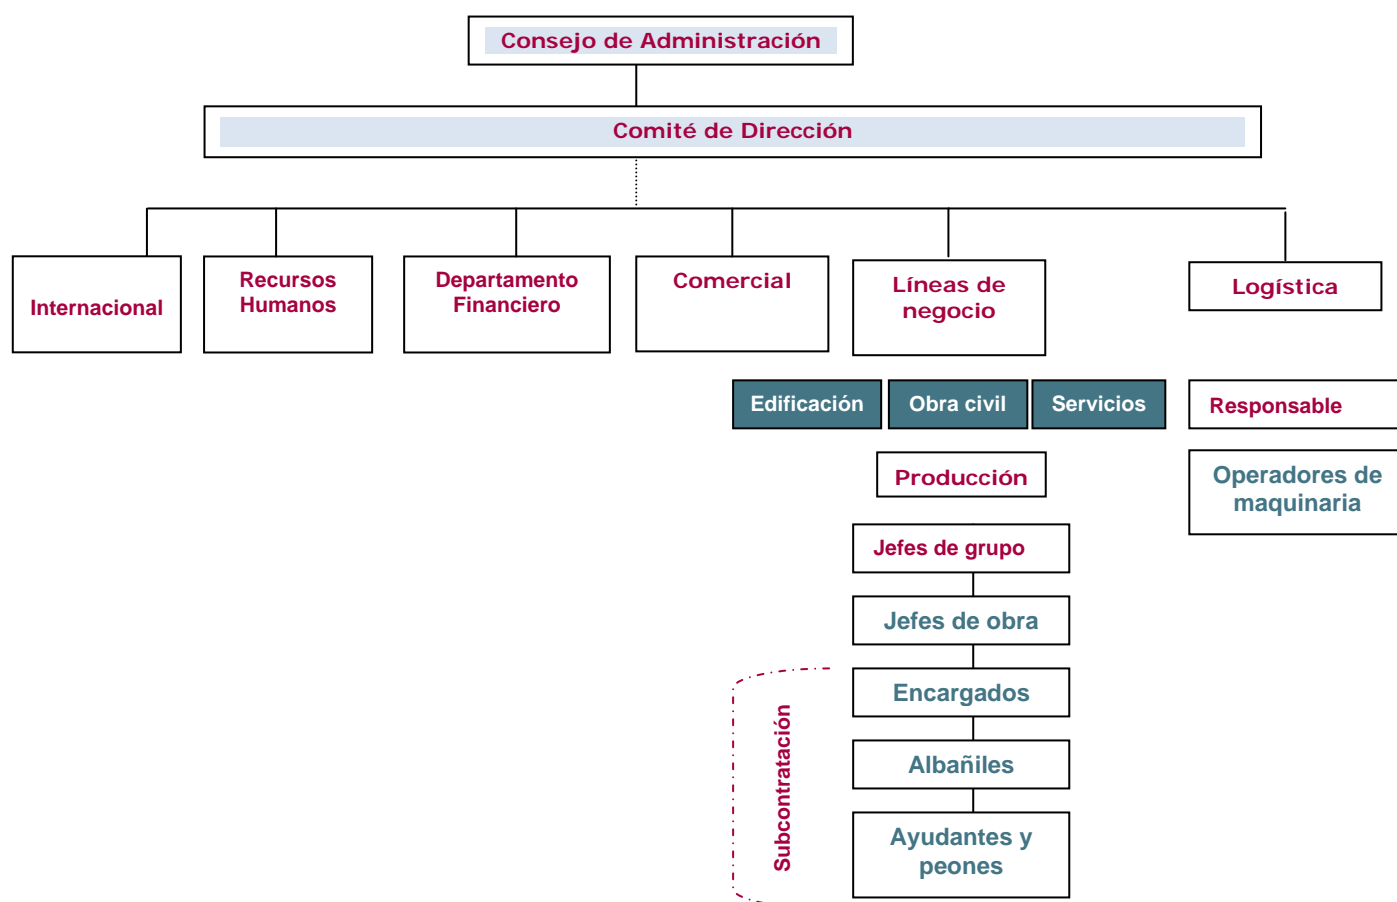 Consejo de Administración
Comité de Dirección
Internacional
Recursos
Humanos
Departamento
Financiero
Comercial
Líneas de
negocio
Logística
Edificación
Obra civil
Servicios
Responsable
Producción
Operadores de
maquinaria
Jefes de grupo
Jefes de obra
Encargados
Albañiles
Ayudantes y
peones
Subcontratación